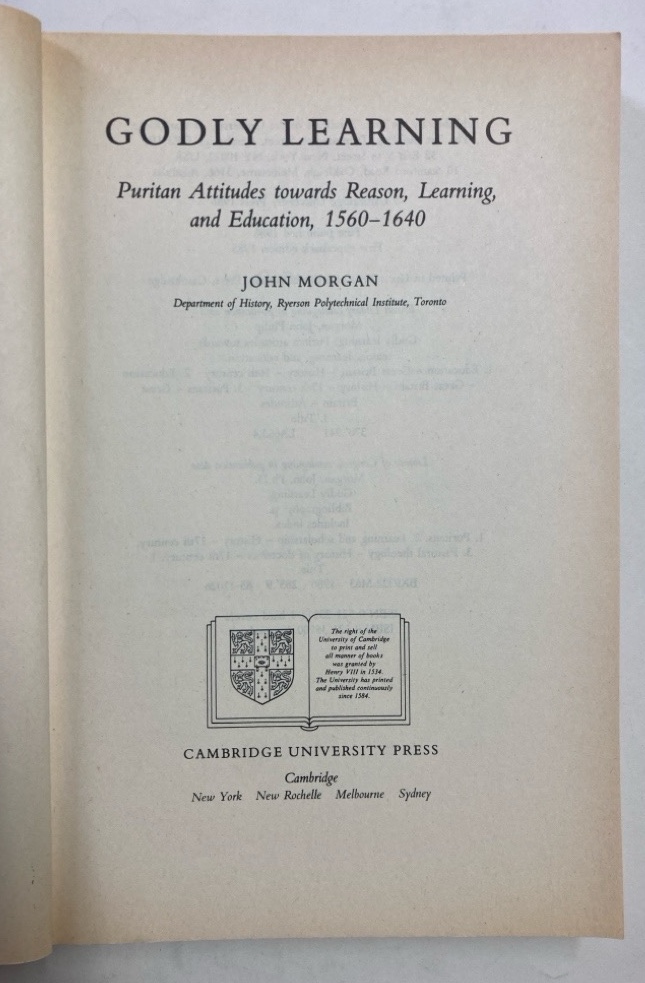 GODLY LEARNING
Puritan Attitudes towards Reason, Learning,
and Education, 1560–1640
JOHN MORGAN
Department of History, Ryerson Polytechnical Institute, Toronto
The right of the
University of Cambridge
to print and sell
all manner of books
was granted by
Henry VIII in 1534.
The University has printed
and published continuously
since 1584.
CAMBRIDGE UNIVERSITY PRESS
Cambridge
New York New Rochelle Melbourne Sydney